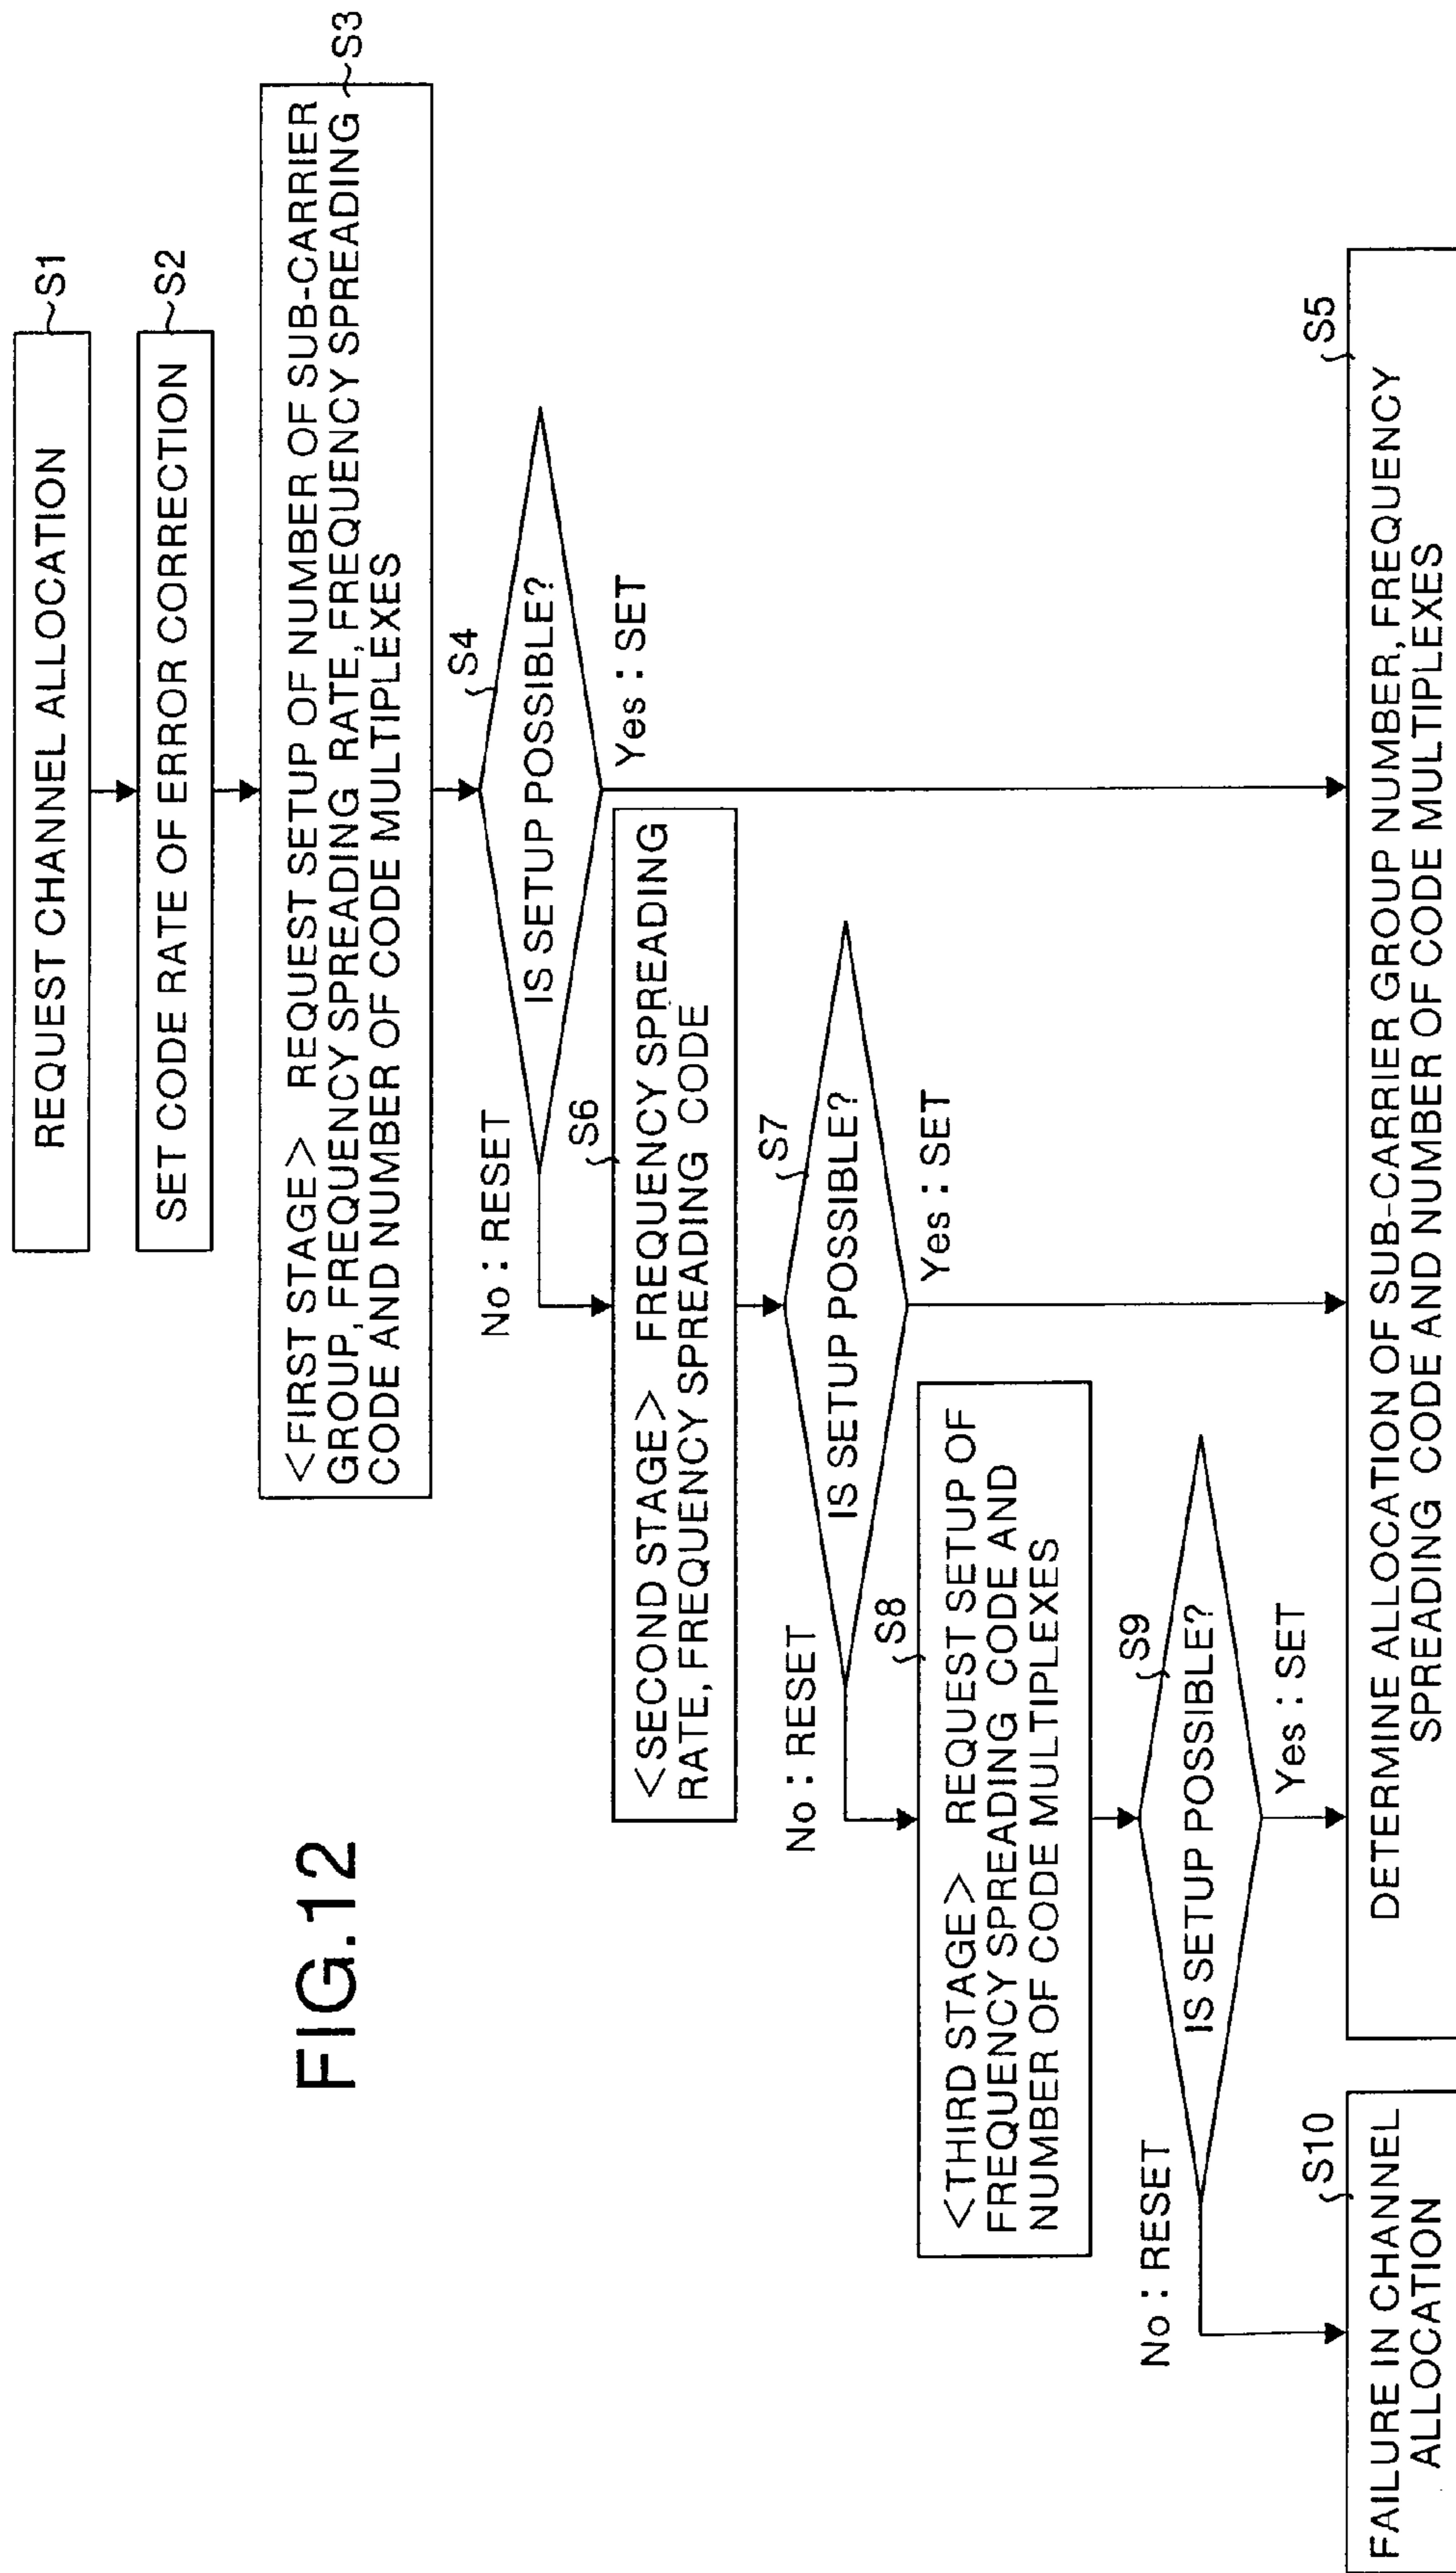 FIG.12
REQUEST CHANNEL ALLOCATION
S1
SET CODE RATE OF ERROR CORRECTION
S2
<FIRST STAGE> REQUEST SETUP OF NUMBER OF SUB-CARRIER
GROUP, FREQUENCY SPREADING RATE, FREQUENCY SPREADING
CODE AND NUMBER OF CODE MULTIPLEXES
S3
S4
IS SETUP POSSIBLE?
No : RESET
Yes : SET
S6
<SECOND STAGE> FREQUENCY SPREADING
RATE, FREQUENCY SPREADING CODE
S7
IS SETUP POSSIBLE?
No : RESET
Yes : SET
S8
<THIRD STAGE> REQUEST SETUP OF
FREQUENCY SPREADING CODE AND
NUMBER OF CODE MULTIPLEXES
S9
IS SETUP POSSIBLE?
No : RESET
Yes : SET
S10
FAILURE IN CHANNEL
ALLOCATION
S5
DETERMINE ALLOCATION OF SUB-CARRIER GROUP NUMBER, FREQUENCY
SPREADING CODE AND NUMBER OF CODE MULTIPLEXES